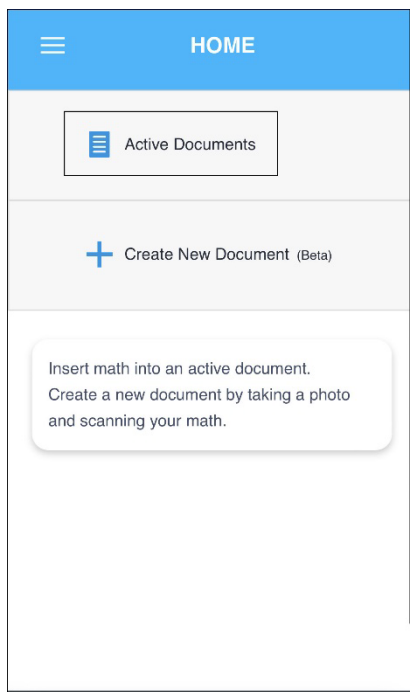 HOME
Active Documents
Create New Document (Beta)
Insert math into an active document.
Create a new document by taking a photo
and scanning your math.